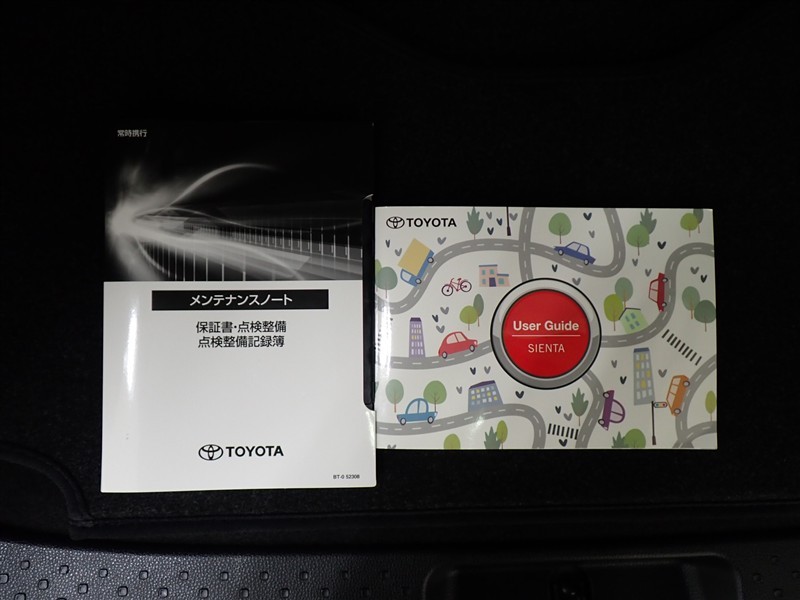 常時携行
メンテナンスノート
保証書・点検整備
点検整備記録簿
TOYOTA
BT-0 52308
TOYOTA
User Guide
SIENTA